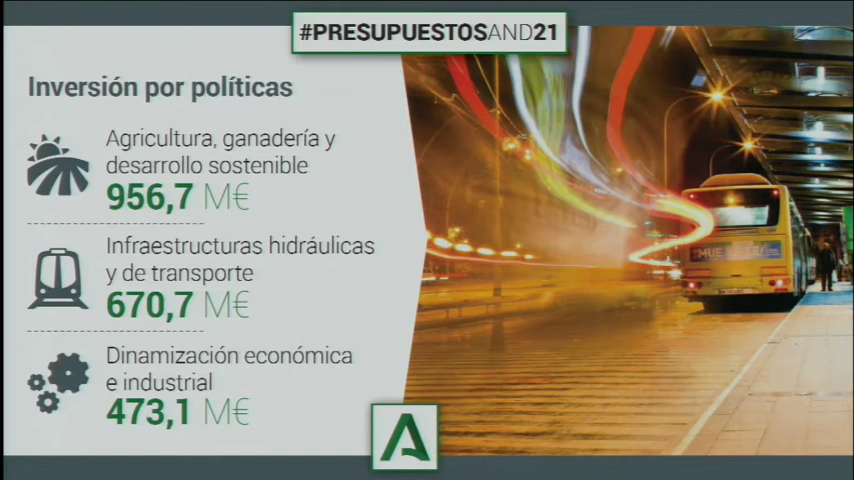 #PRESUPUESTOSAND21
Inversión por políticas
Agricultura, ganadería y
desarrollo sostenible
956,7 M€
Infraestructuras hidráulicas
y de transporte
670,7 M€
Dinamización económica
e industrial
473,1 M€